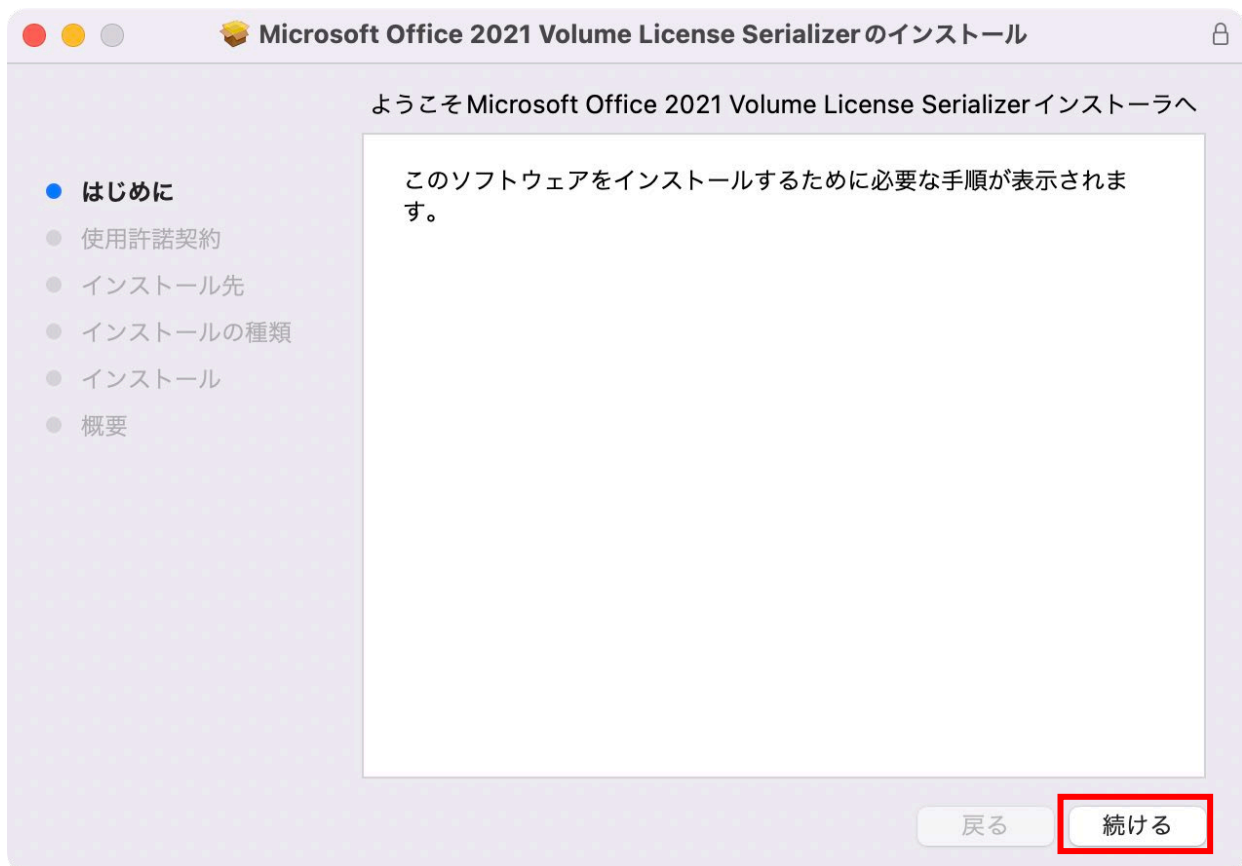 Microsoft Office 2021 Volume License Serializerのインストール
ようこそMicrosoft Office 2021 Volume License Serializerインストーラへ
はじめに
使用許諾契約
インストール先
インストールの種類
インストール
概要
このソフトウェアをインストールするために必要な手順が表示されま
す。
戻る
続ける